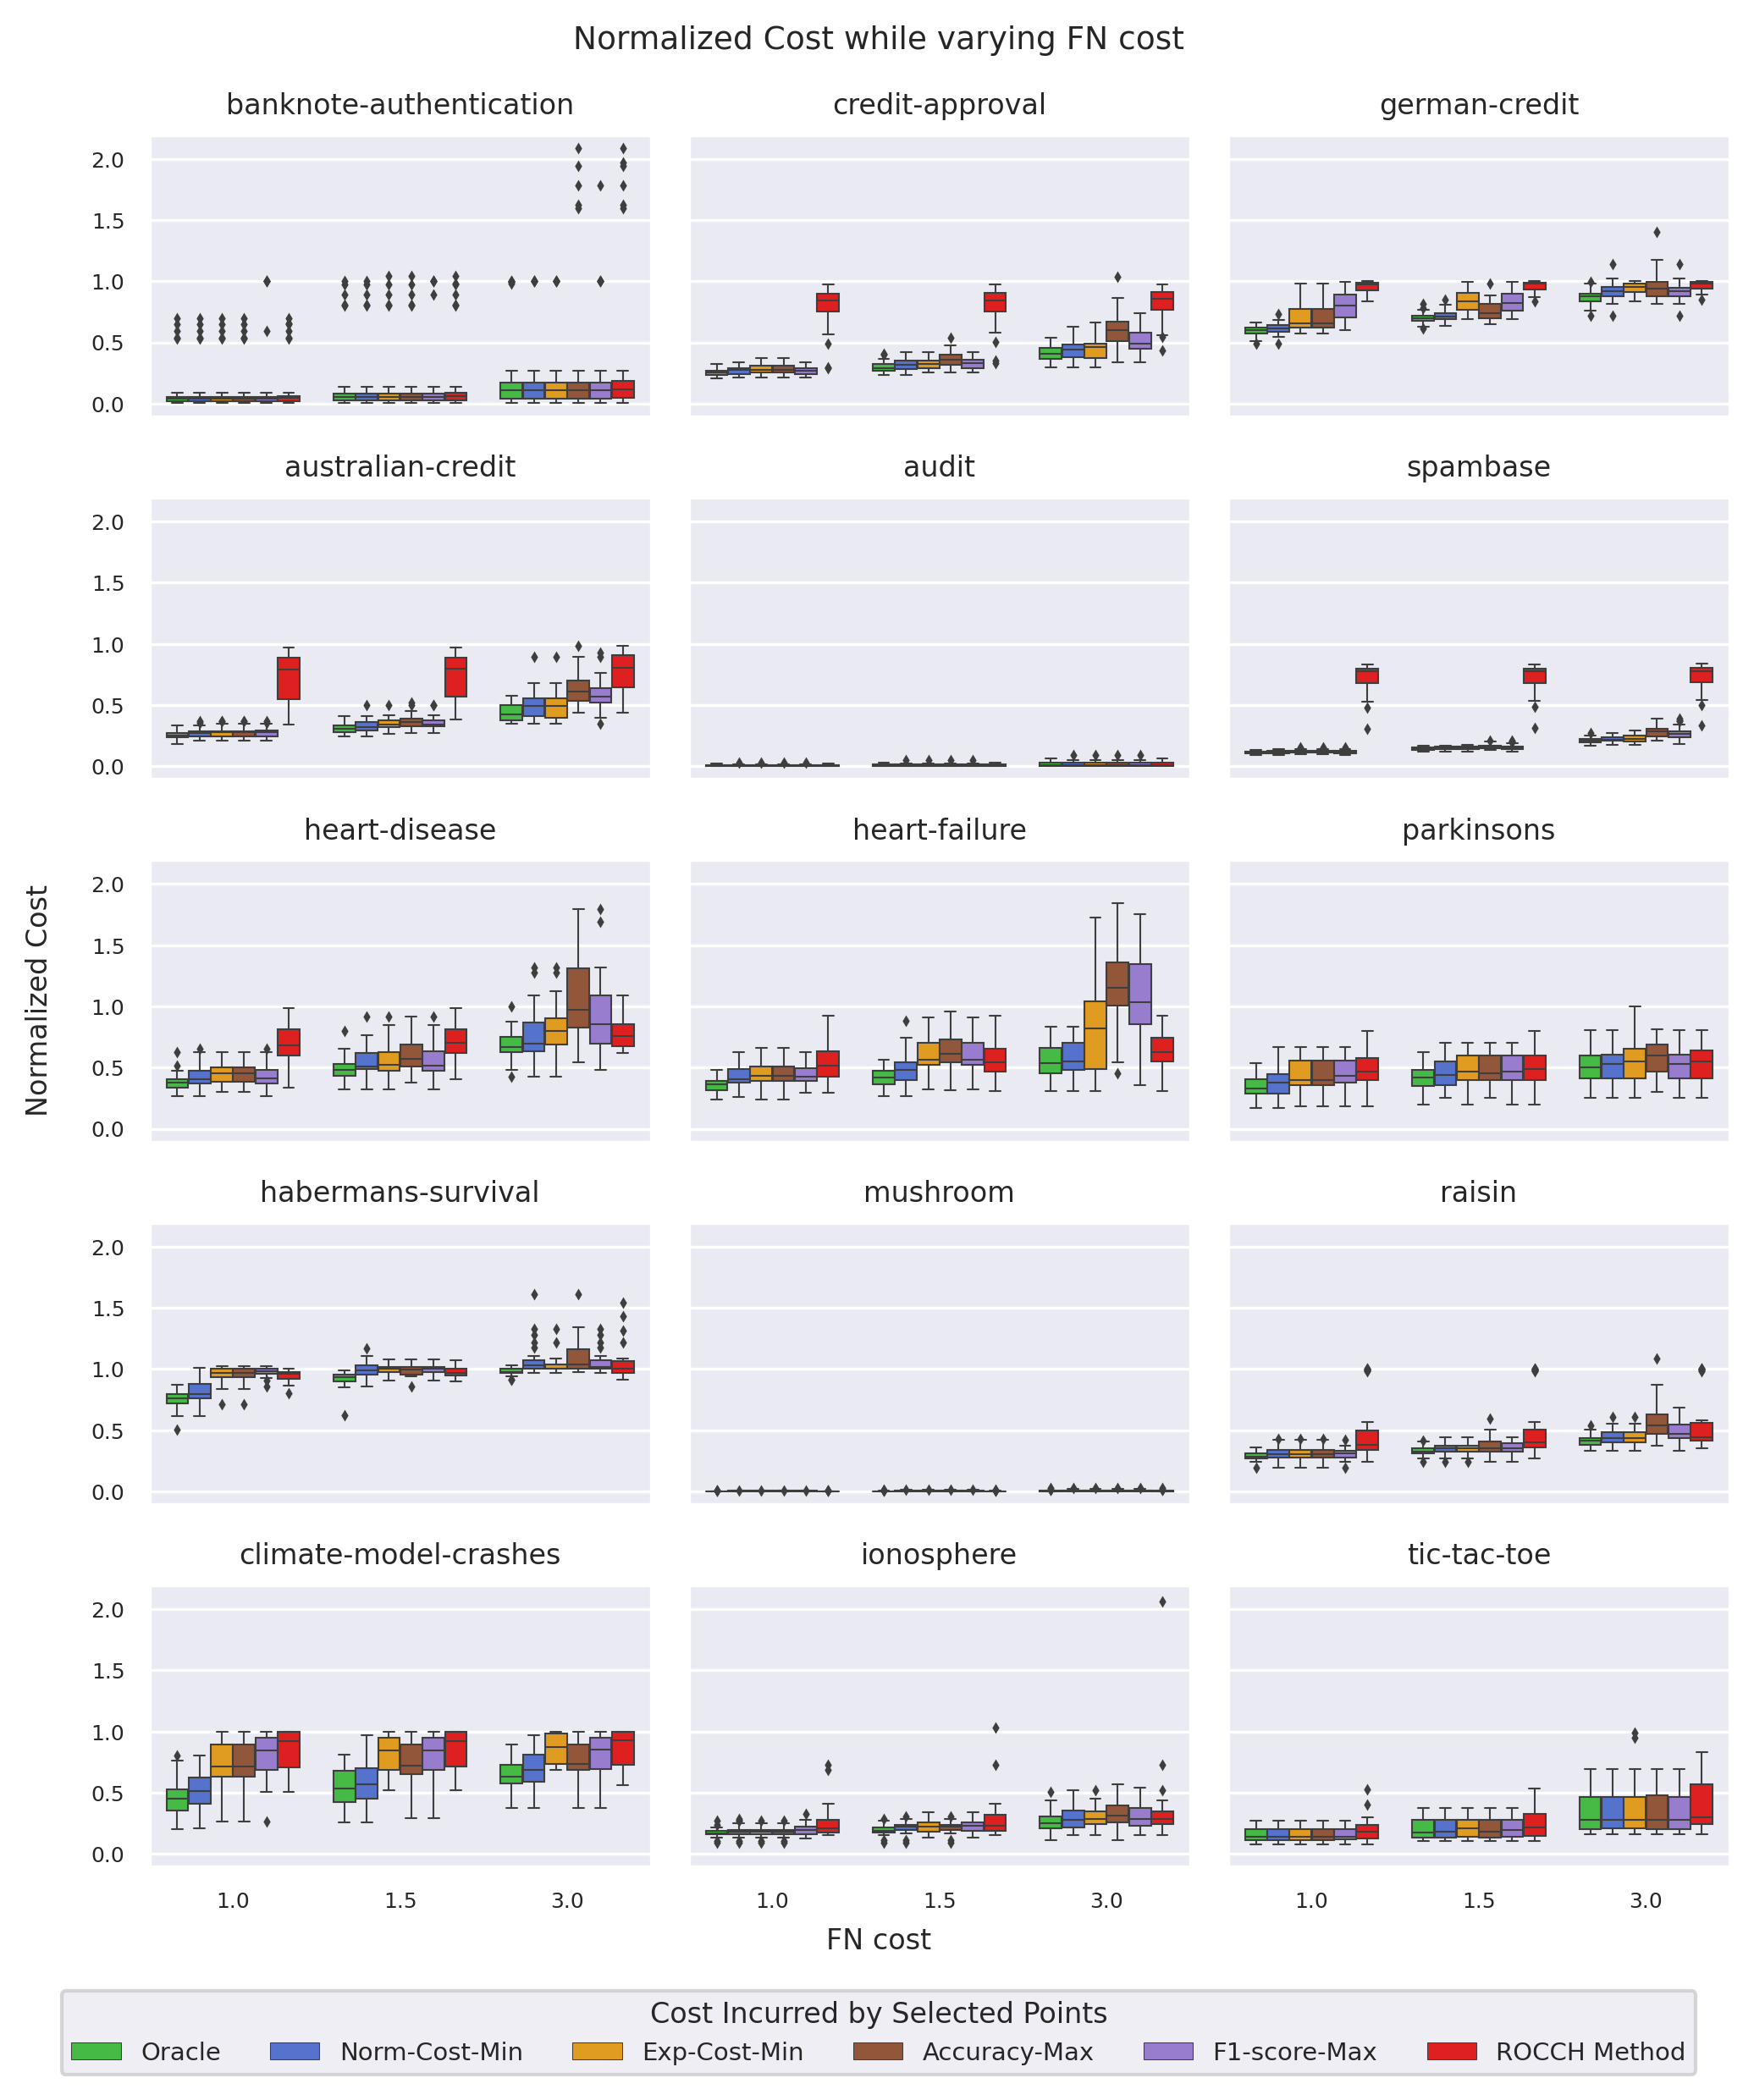 Normalized Cost while varying FN cost
banknote-authentication
credit-approval
german-credit
2.0
1.5
1.0
0.5
0.0
australian-credit
audit
spambase
2.0
1.5
1.0
0.5
0.0
heart-disease
heart-failure
parkinsons
2.0
1.5
1.0
0.5
0.0
Normalized Cost
habermans-survival
mushroom
raisin
2.0
1.5
1.0
0.5
0.0
climate-model-crashes
ionosphere
tic-tac-toe
2.0
1.5
1.0
0.5
0.0
1.0 1.5 3.0 1.0 1.5 3.0 1.0 1.5 3.0
FN cost
Cost Incurred by Selected Points
Oracle Norm-Cost-Min Exp-Cost-Min Accuracy-Max F1-score-Max ROCCH Method